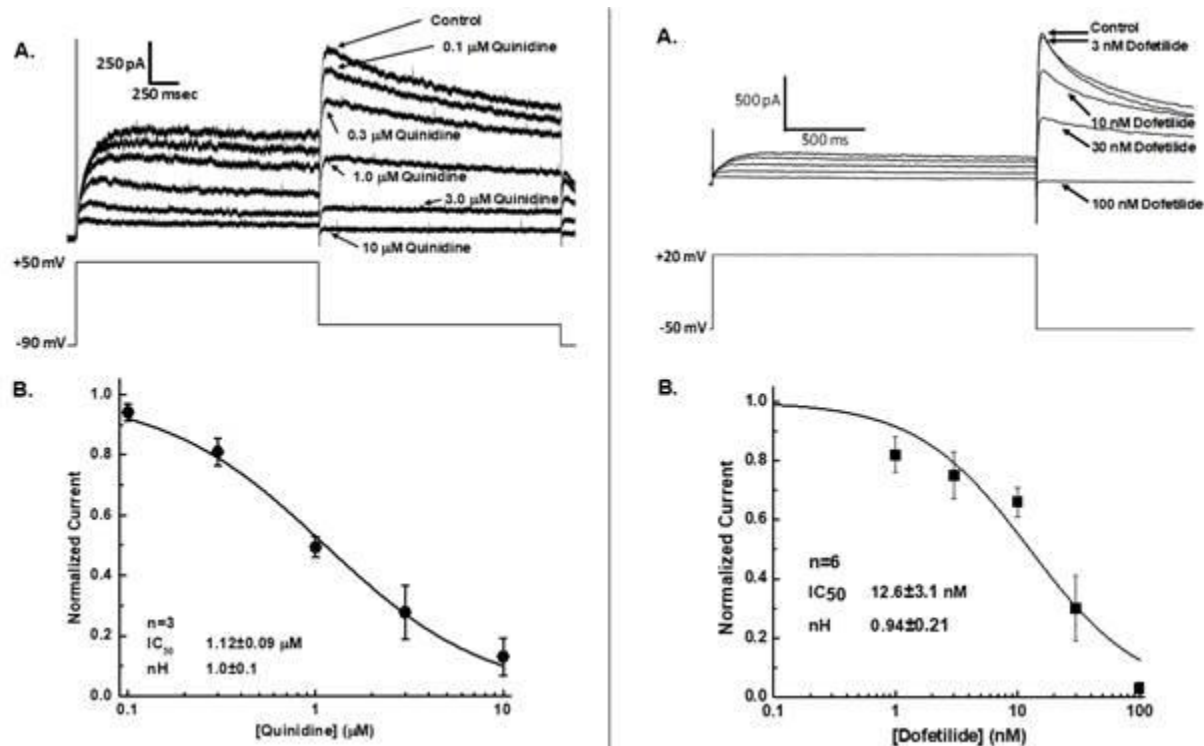 A.
Control
0.1 µM Quinidine
250 pA
250 msec
0.3 µM Quinidine
1.0 µM Quinidine
3.0 µM Quinidine
10 µM Quinidine
+50 mV
-90 mV
B.
1.0
0.8
0.6
0.4
0.2
0.0
Normalized Current
n=3
IC50 1.12±0.09 µM
nH 1.0±0.1
0.1 1 10
[Quinidine] (µM)
A.
Control
3 nM Dofetilide
500 pA
500 ms
10 nM Dofetilide
30 nM Dofetilide
100 nM Dofetilide
+20 mV
-50 mV
B.
1.0
0.8
0.6
0.4
0.2
0.0
Normalized Current
n=6
IC50 12.6±3.1 nM
nH 0.94±0.21
0.1 1 10 100
[Dofetilide] (nM)